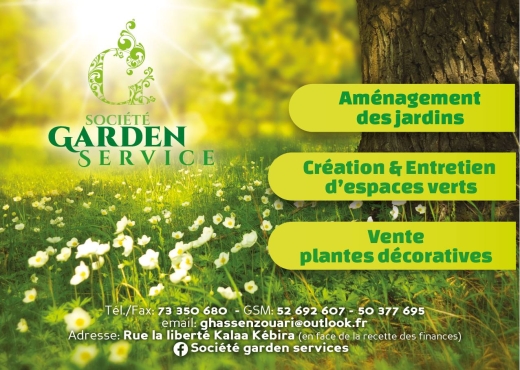 SOCIÉTÉ
GARDEN
SERVICE
Aménagement
des jardins
Création & Entretien
d'espaces verts
Vente
plantes décoratives
Tél./Fax: 73 350 680 - GSM: 52 692 607 - 50 377 695
email: ghassenzouari@outlook.fr
Adresse: Rue la liberté Kalaa Kébira (en face de la recette des finances)
Société garden services